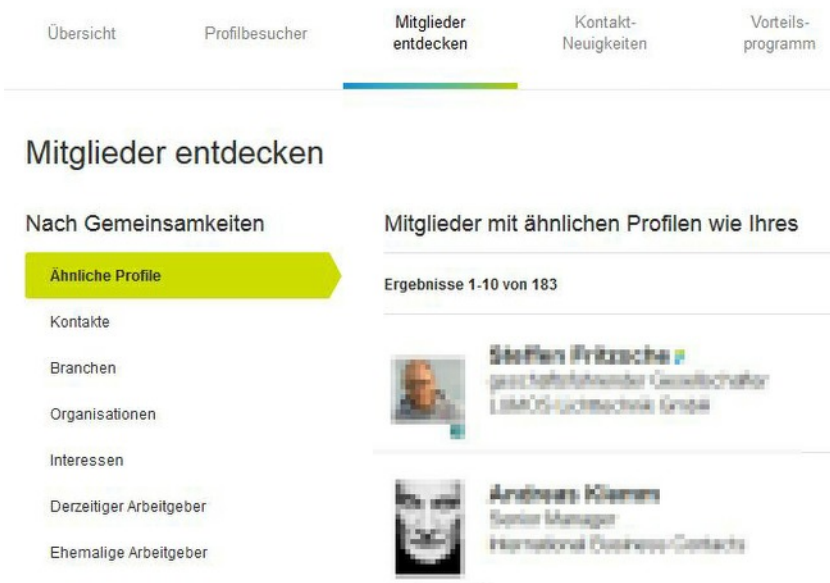 Übersicht
Profilbesucher
Mitglieder
entdecken
Kontakt-
Neuigkeiten
Vorteils-
programm
Mitglieder entdecken
Nach Gemeinsamkeiten
Ähnliche Profile
Kontakte
Branchen
Organisationen
Interessen
Derzeitiger Arbeitgeber
Ehemalige Arbeitgeber
Mitglieder mit ähnlichen Profilen wie Ihres
Ergebnisse 1-10 von 183